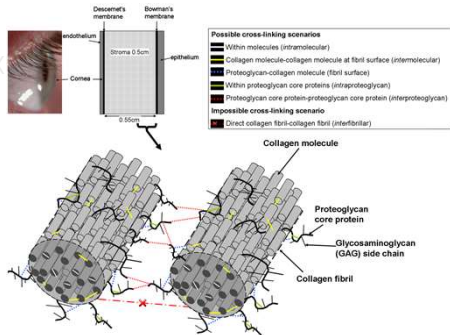 Descemet's
membrane
Bowman's
membrane
endothelium
Stroma 0.5cm
epithelium
Cornea
0.55cm
Possible cross-linking scenarios
Within molecules (intramolecular)
Collagen molecule-collagen molecule at fibril surface (intermolecular)
Proteoglycan-collagen molecule (fibril surface)
Within proteoglycan core proteins (intraproteoglycan)
Proteoglycan core protein-proteoglycan core protein (interproteoglycan)
Impossible cross-linking scenario
Direct collagen fibril-collagen fibril (interfibrillar)
Collagen molecule
Proteoglycan
core protein
Glycosaminoglycan
(GAG) side chain
Collagen fibril